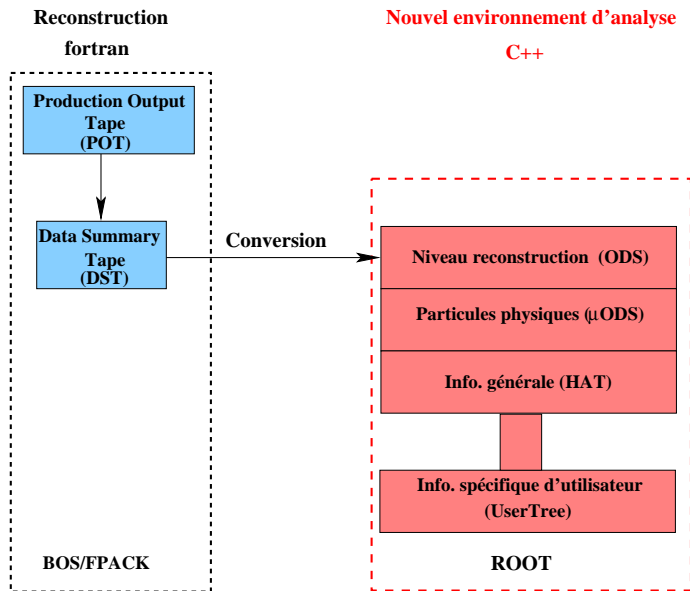 Reconstruction
fortran
Production Output
Tape
(POT)
Data Summary
Tape
(DST)
BOS/FPACK
Conversion
Nouvel environement d'analyse
C++
Niveau reconstruction (ODS)
Particules physiques (μODS)
Info. générale (HAT)
Info. spécifique d'utilisateur
(UserTree)
ROOT